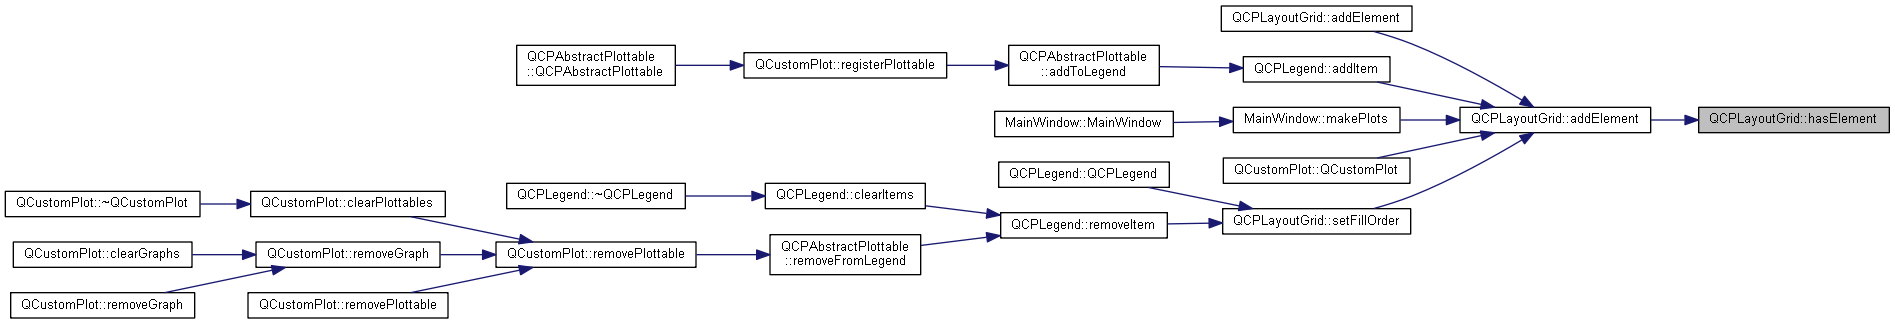 QCPLayoutGrid::addElement
QCPAbstractPlottable
::QCPAbstractPlottable
QCustomPlot::registerPlottable
QCPAbstractPlottable
::addToLegend
QCPLegend::addItem
MainWindow::MainWindow
MainWindow::makePlots
QCPLayoutGrid::addElement
QCPLayoutGrid::hasElement
QCPLegend::QCPLegend
QCustomPlot::QCustomPlot
QCustomPlot::~QCustomPlot
QCustomPlot::clearPlottables
QCPLegend::~QCPLegend
QCPLegend::clearItems
QCPLegend::removeItem
QCPLayoutGrid::setFillOrder
QCustomPlot::clearGraphs
QCustomPlot::removeGraph
QCustomPlot::removePlottable
QCPAbstractPlottable
::removeFromLegend
QCustomPlot::removeGraph
QCustomPlot::removePlottable